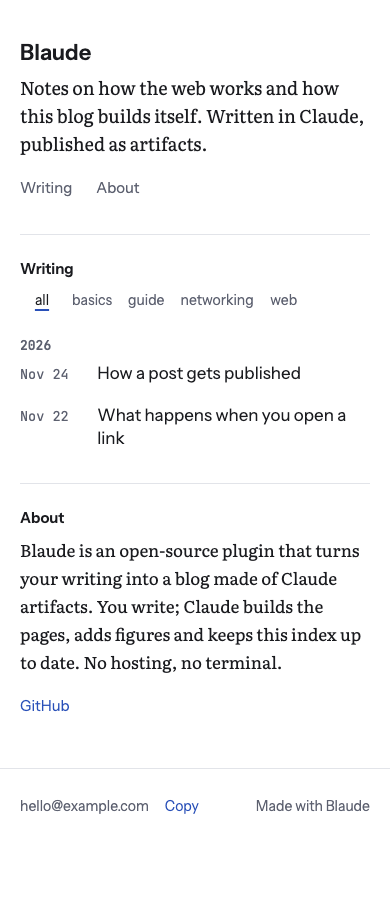 Blaude
Notes on how the web works and how
this blog builds itself. Written in Claude,
published as artifacts.
Writing About
Writing
all basics guide networking web
2026
Nov 24 How a post gets published
Nov 22 What happens when you open a
link
About
Blaude is an open-source plugin that turns
your writing into a blog made of Claude
artifacts. You write; Claude builds the
pages, adds figures and keeps this index up
to date. No hosting, no terminal.
GitHub
hello@example.com Copy Made with Blaude